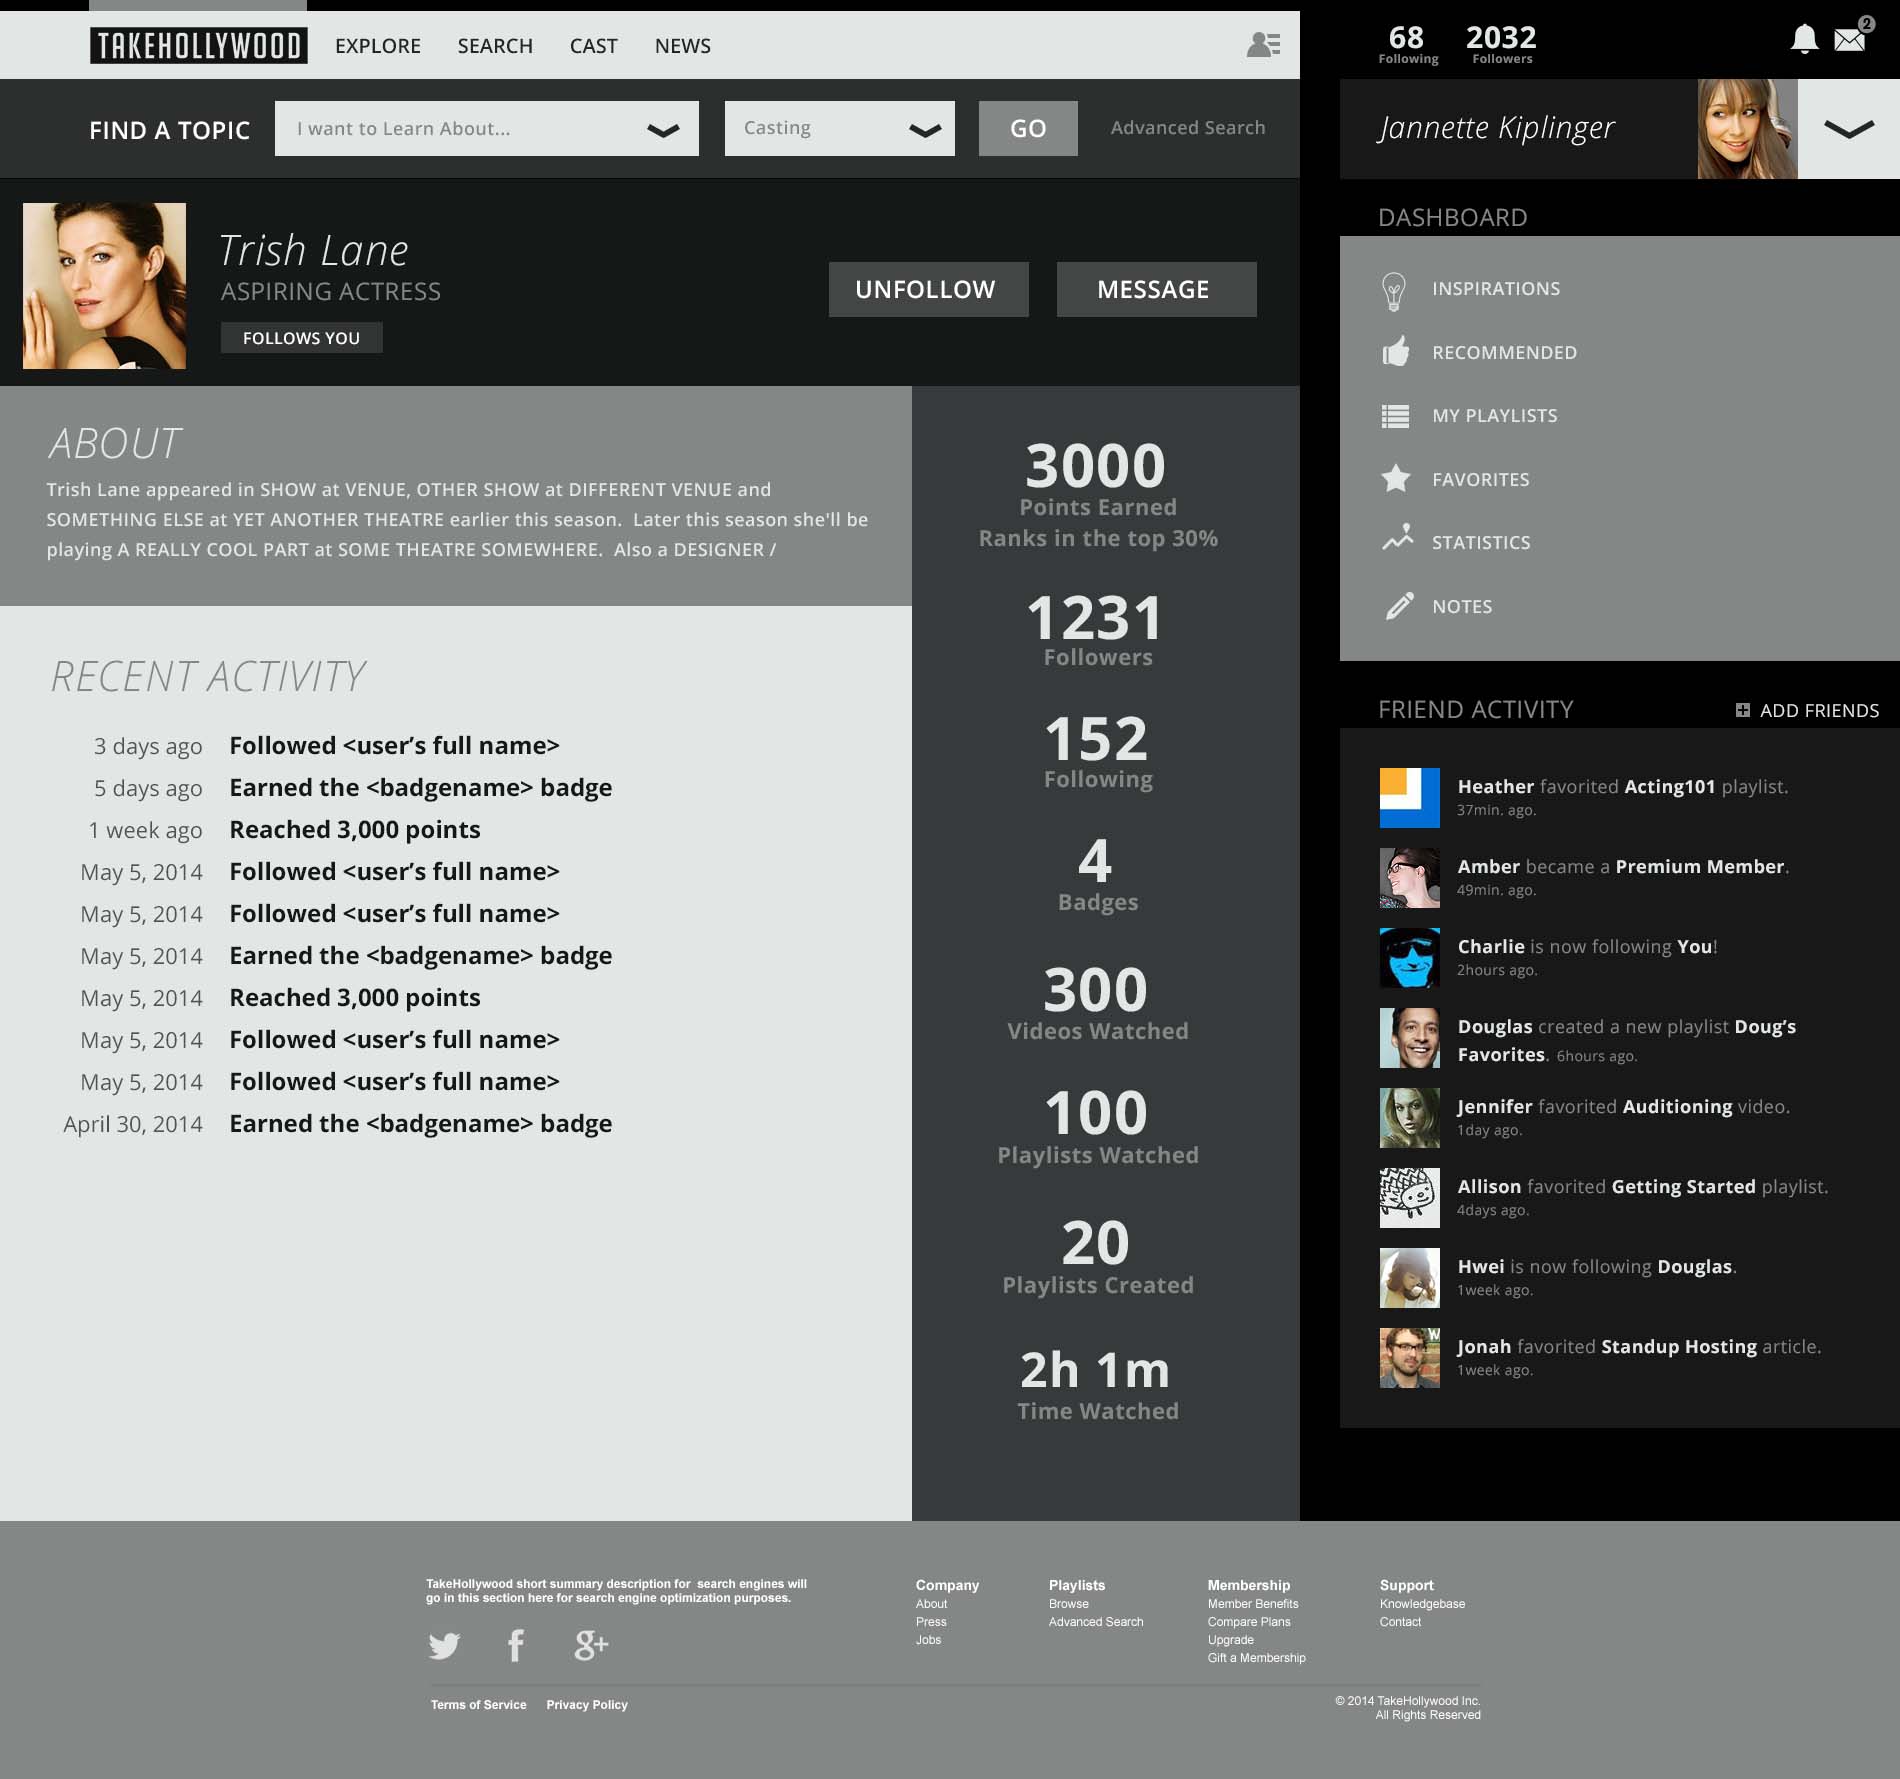 TAKEHOLLYWOOD
EXPLORE SEARCH CAST NEWS
68 Following
2032 Followers
2
FIND A TOPIC
I want to Learn About...
Casting
GO
Advanced Search
Jannette Kiplinger
Trish Lane
ASPIRING ACTRESS
FOLLOWS YOU
UNFOLLOW
MESSAGE
ABOUT
Trish Lane appeared in SHOW at VENUE, OTHER SHOW at DIFFERENT VENUE and
SOMETHING ELSE at YET ANOTHER THEATRE earlier this season.  Later this season she'll be
playing A REALLY COOL PART at SOME THEATRE SOMEWHERE.  Also a DESIGNER /
RECENT ACTIVITY
3 days ago Followed <user’s full name>
5 days ago Earned the <badgename> badge
1 week ago Reached 3,000 points
May 5, 2014 Followed <user’s full name>
May 5, 2014 Followed <user’s full name>
May 5, 2014 Earned the <badgename> badge
May 5, 2014 Reached 3,000 points
May 5, 2014 Followed <user’s full name>
May 5, 2014 Followed <user’s full name>
April 30, 2014 Earned the <badgename> badge
3000
Points Earned
Ranks in the top 30%
1231
Followers
152
Following
4
Badges
300
Videos Watched
100
Playlists Watched
20
Playlists Created
2h 1m
Time Watched
DASHBOARD
INSPIRATIONS
RECOMMENDED
MY PLAYLISTS
FAVORITES
STATISTICS
NOTES
FRIEND ACTIVITY
ADD FRIENDS
Heather favorited Acting101 playlist.
37min. ago.
Amber became a Premium Member.
49min. ago.
Charlie is now following You!
2hours ago.
Douglas created a new playlist Doug’s
Favorites. 6hours ago.
Jennifer favorited Auditioning video.
1day ago.
Allison favorited Getting Started playlist.
4days ago.
Hwei is now following Douglas.
1week ago.
Jonah favorited Standup Hosting article.
1week ago.
TakeHollywood short summary description for  search engines will
go in this section here for search engine optimization purposes.
f
g+
Company
About
Press
Jobs
Playlists
Browse
Advanced Search
Membership
Member Benefits
Compare Plans
Upgrade
Gift a Membership
Support
Knowledgebase
Contact
Terms of Service Privacy Policy
© 2014 TakeHollywood Inc.
All Rights Reserved